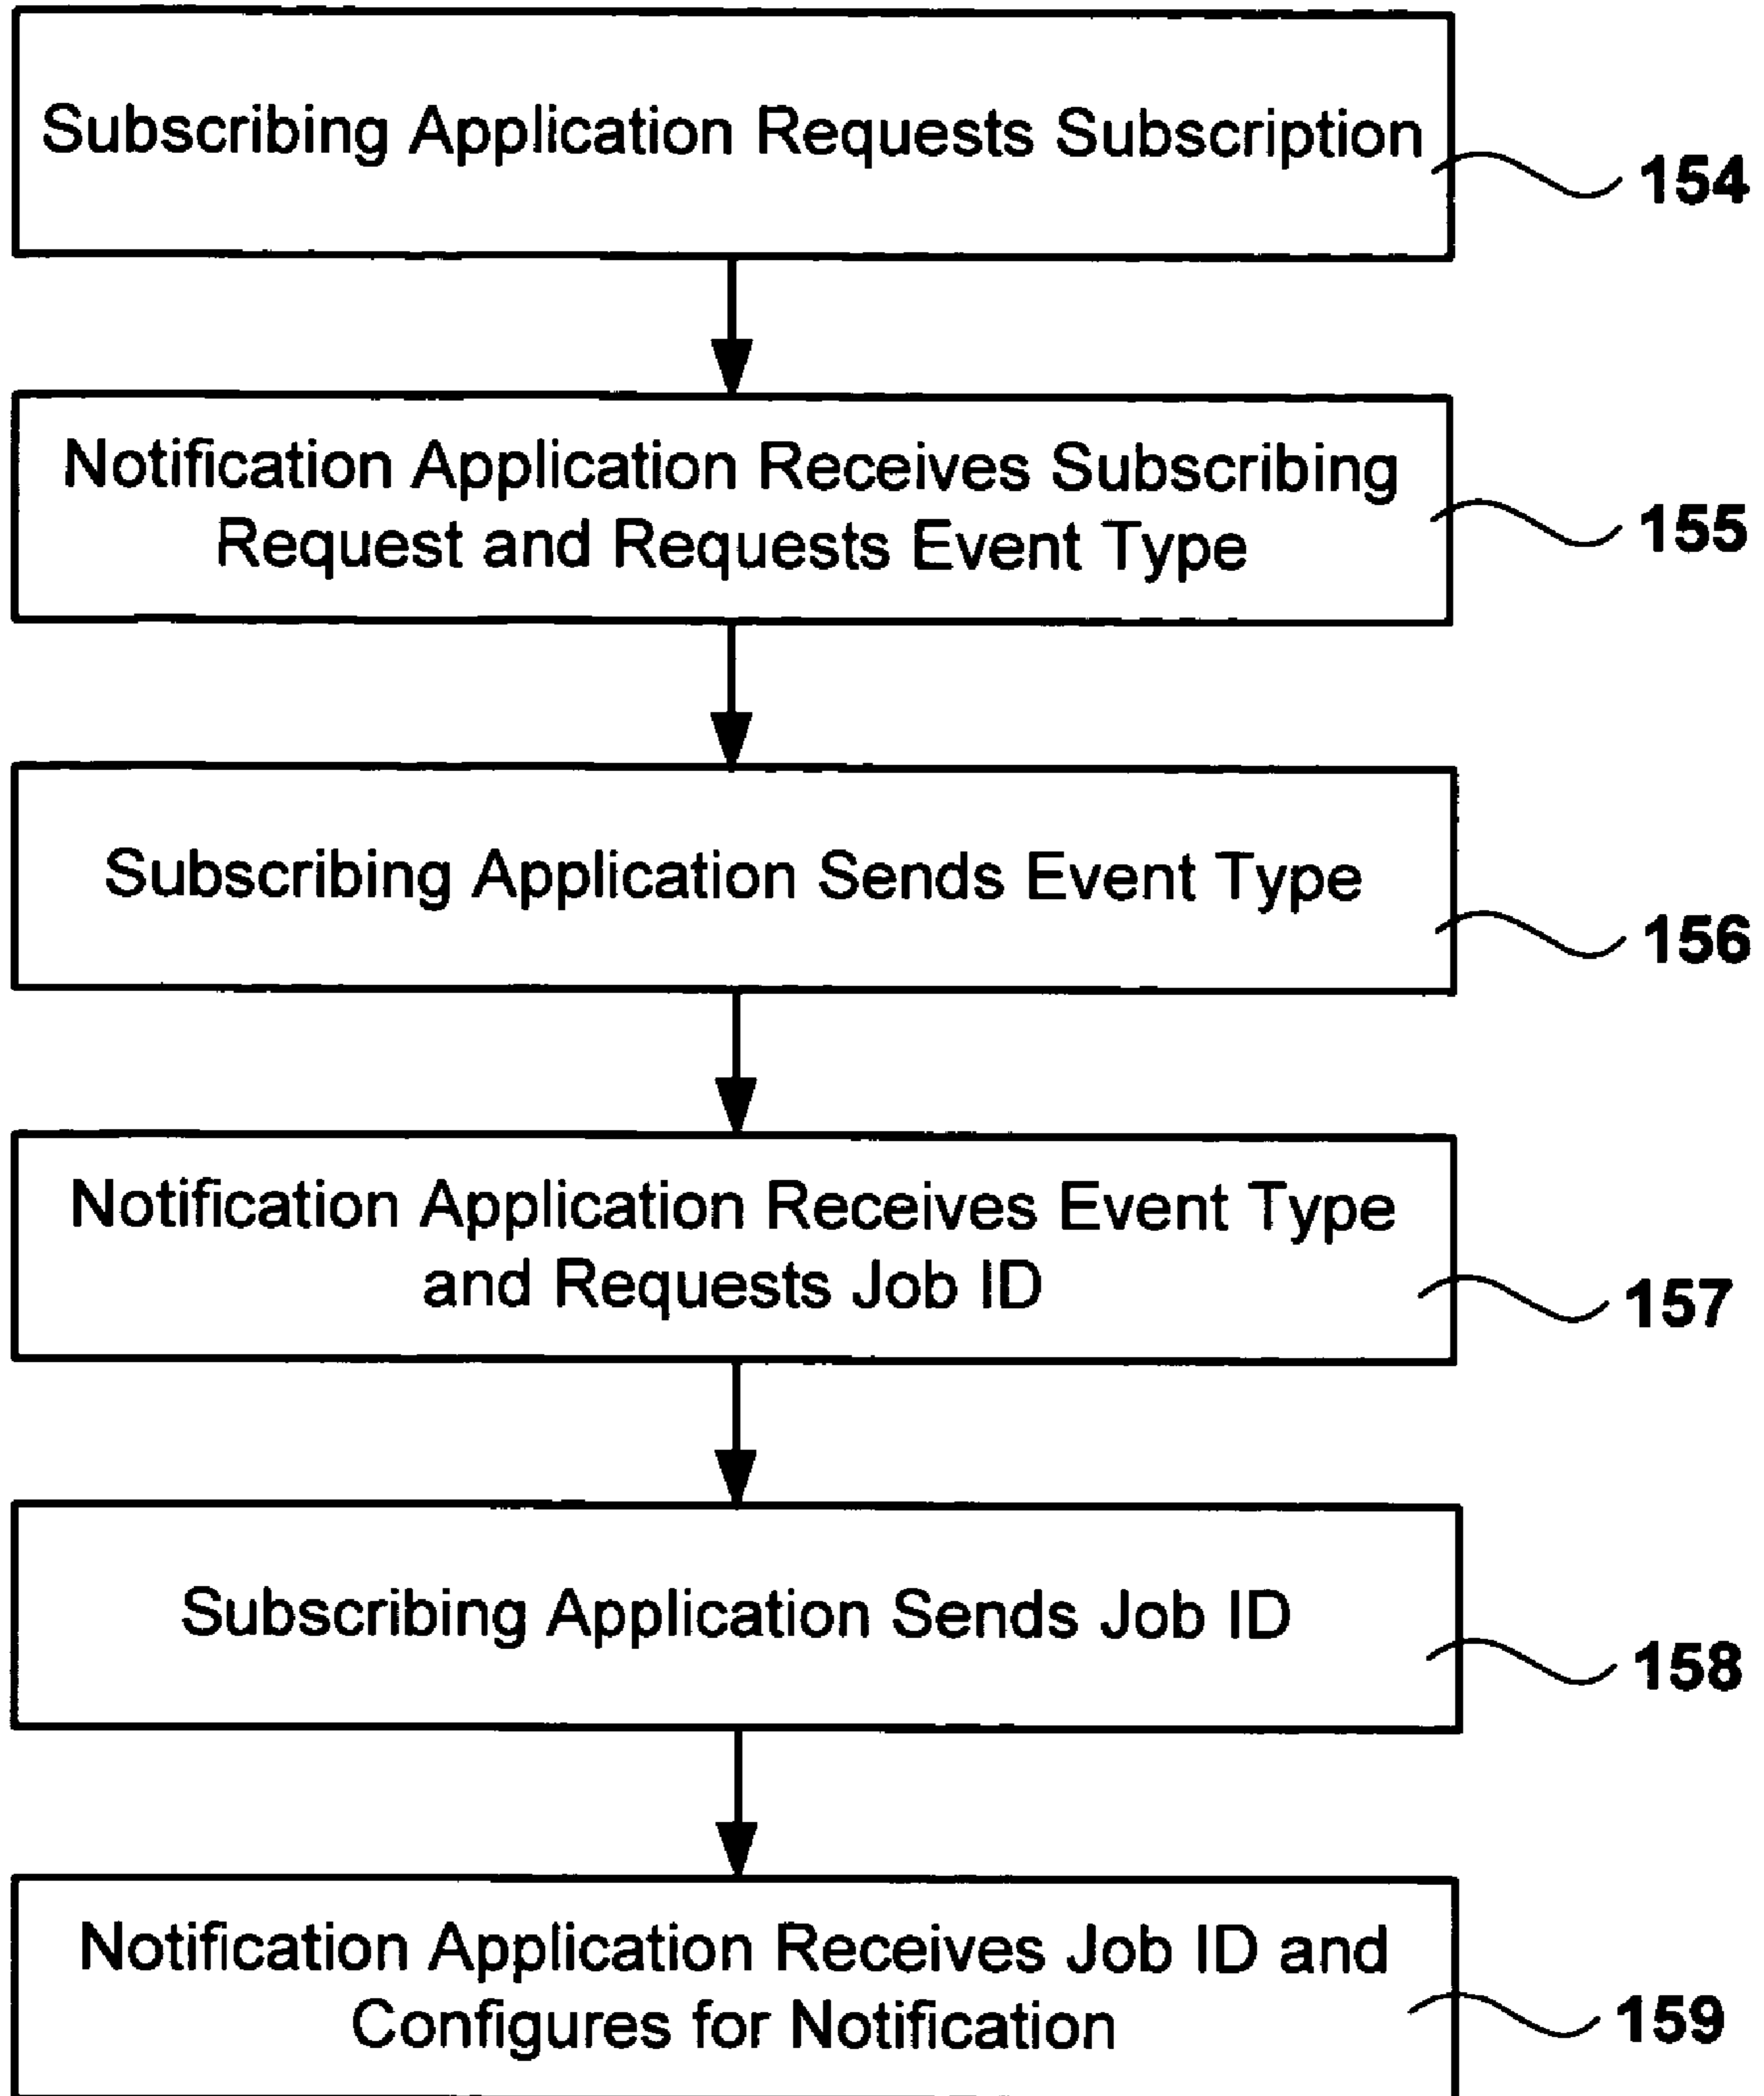 Subscribing Application Requests Subscription
154
Notification Application Receives Subscribing
Request and Requests Event Type
155
Subscribing Application Sends Event Type
156
Notification Application Receives Event Type
and Requests Job ID
157
Subscribing Application Sends Job ID
158
Notification Application Receives Job ID and
Configures for Notification
159